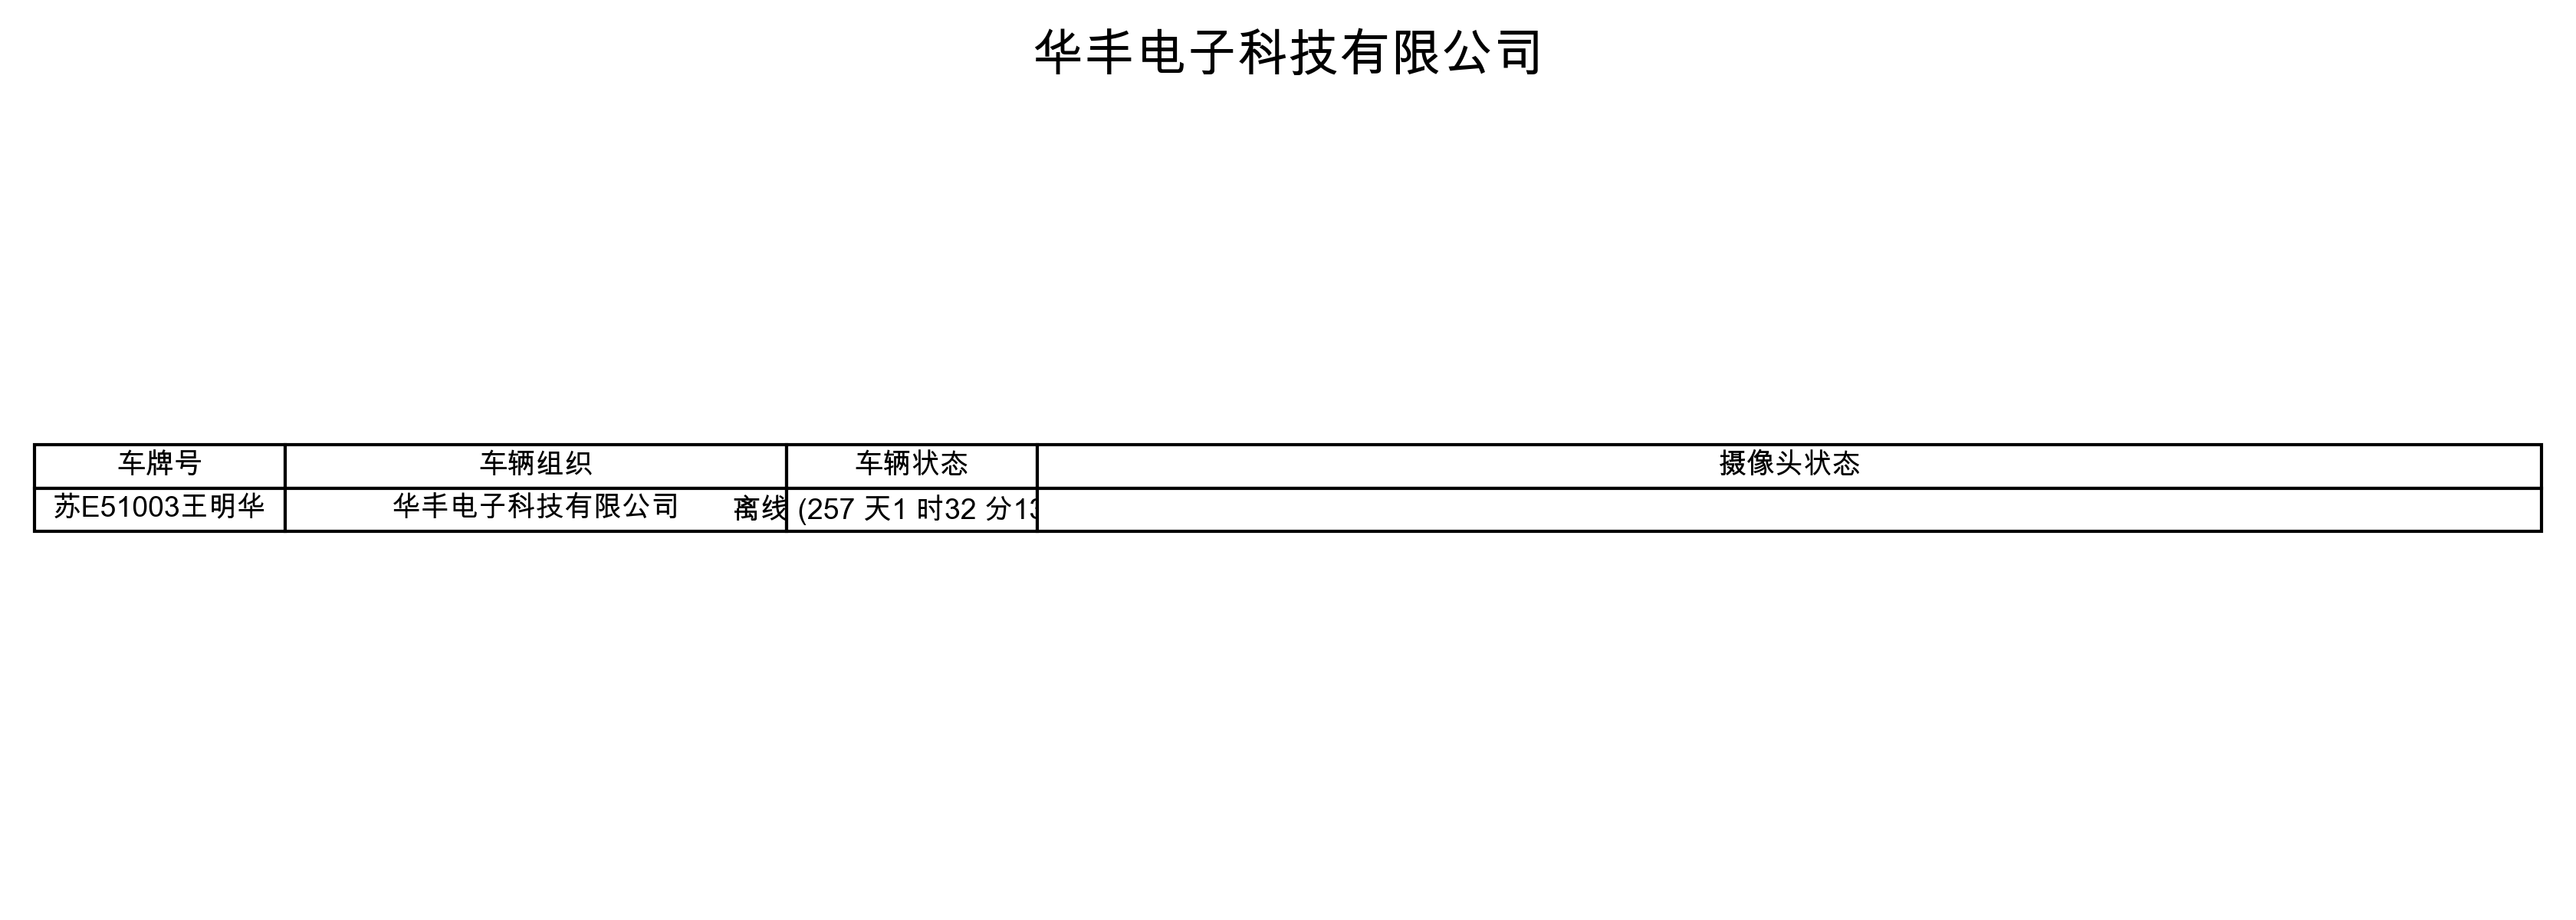 华丰电子科技有限公司
车牌号 车辆组织 车辆状态 摄像头状态
苏E51003王明华 华丰电子科技有限公司 离线 (257 天1 时32 分13